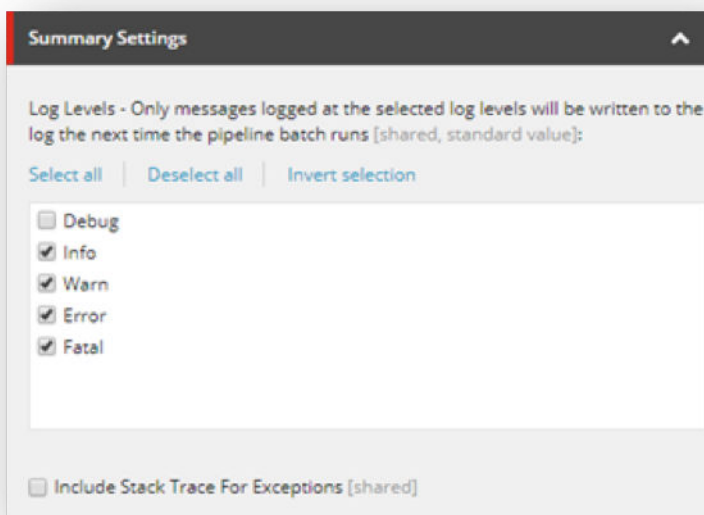 Summary Settings
Log Levels - Only messages logged at the selected log levels will be written to the
log the next time the pipeline batch runs [shared, standard value]:
Select all Deselect all Invert selection
Debug
Info
Warn
Error
Fatal
Include Stack Trace For Exceptions [shared]